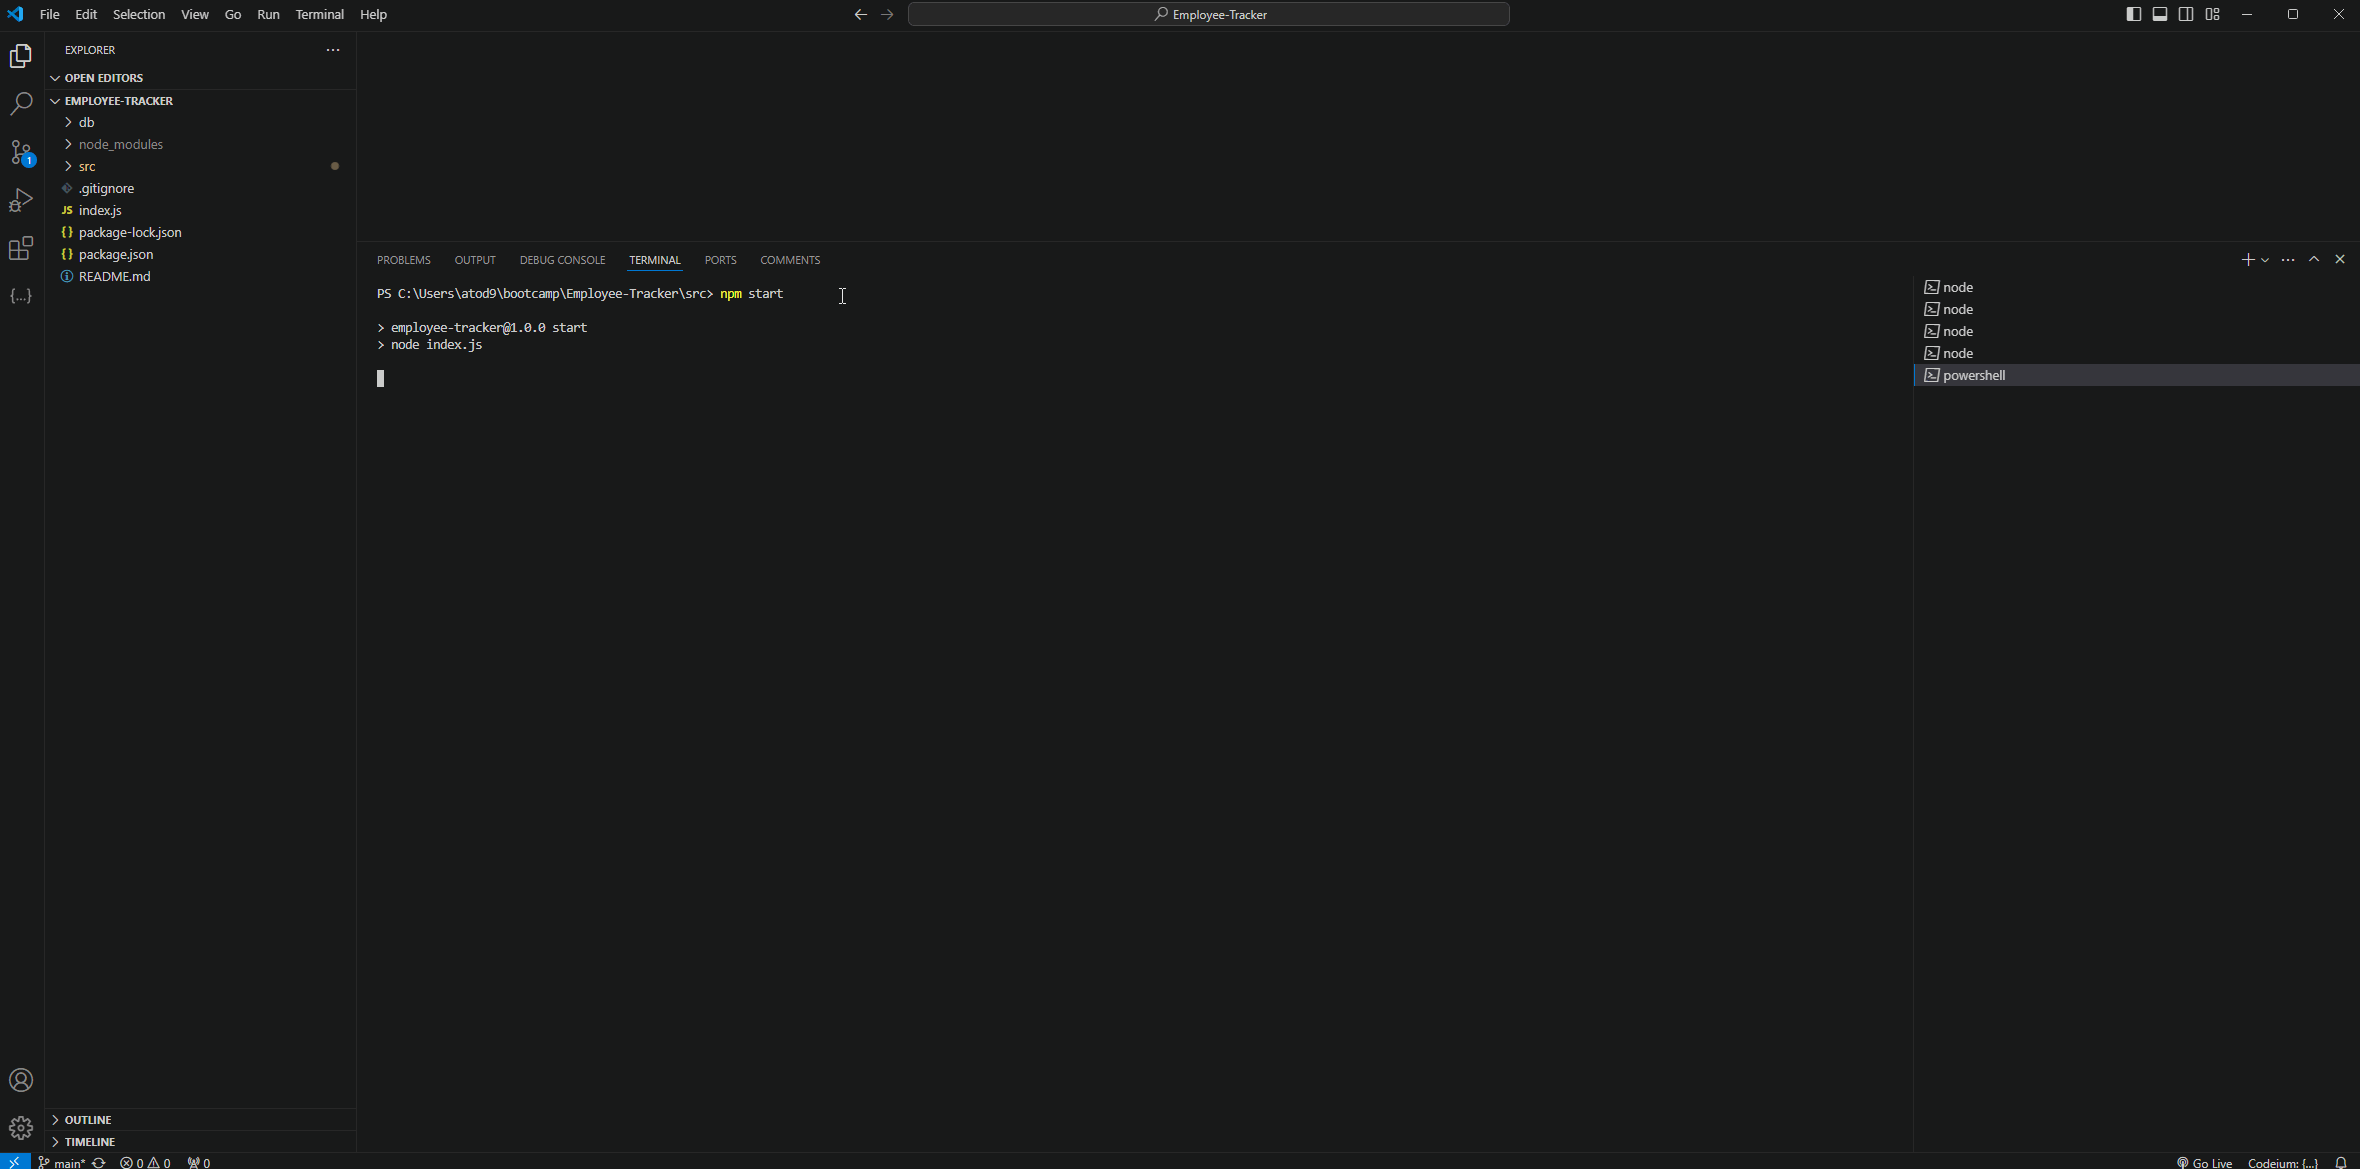 File Edit Selection View Go Run Terminal Help
Employee-Tracker
EXPLORER
OPEN EDITORS
EMPLOYEE-TRACKER
db
node_modules
src
.gitignore
JS index.js
{} package-lock.json
{} package.json
README.md
OUTLINE
TIMELINE
1
{...}
PROBLEMS OUTPUT DEBUG CONSOLE TERMINAL PORTS COMMENTS
PS C:\Users\atod9\bootcamp\Employee-Tracker\src> npm start
> employee-tracker@1.0.0 start
> node index.js
node
node
node
node
powershell
main* 0 0 0
Go Live Codeium: {...}